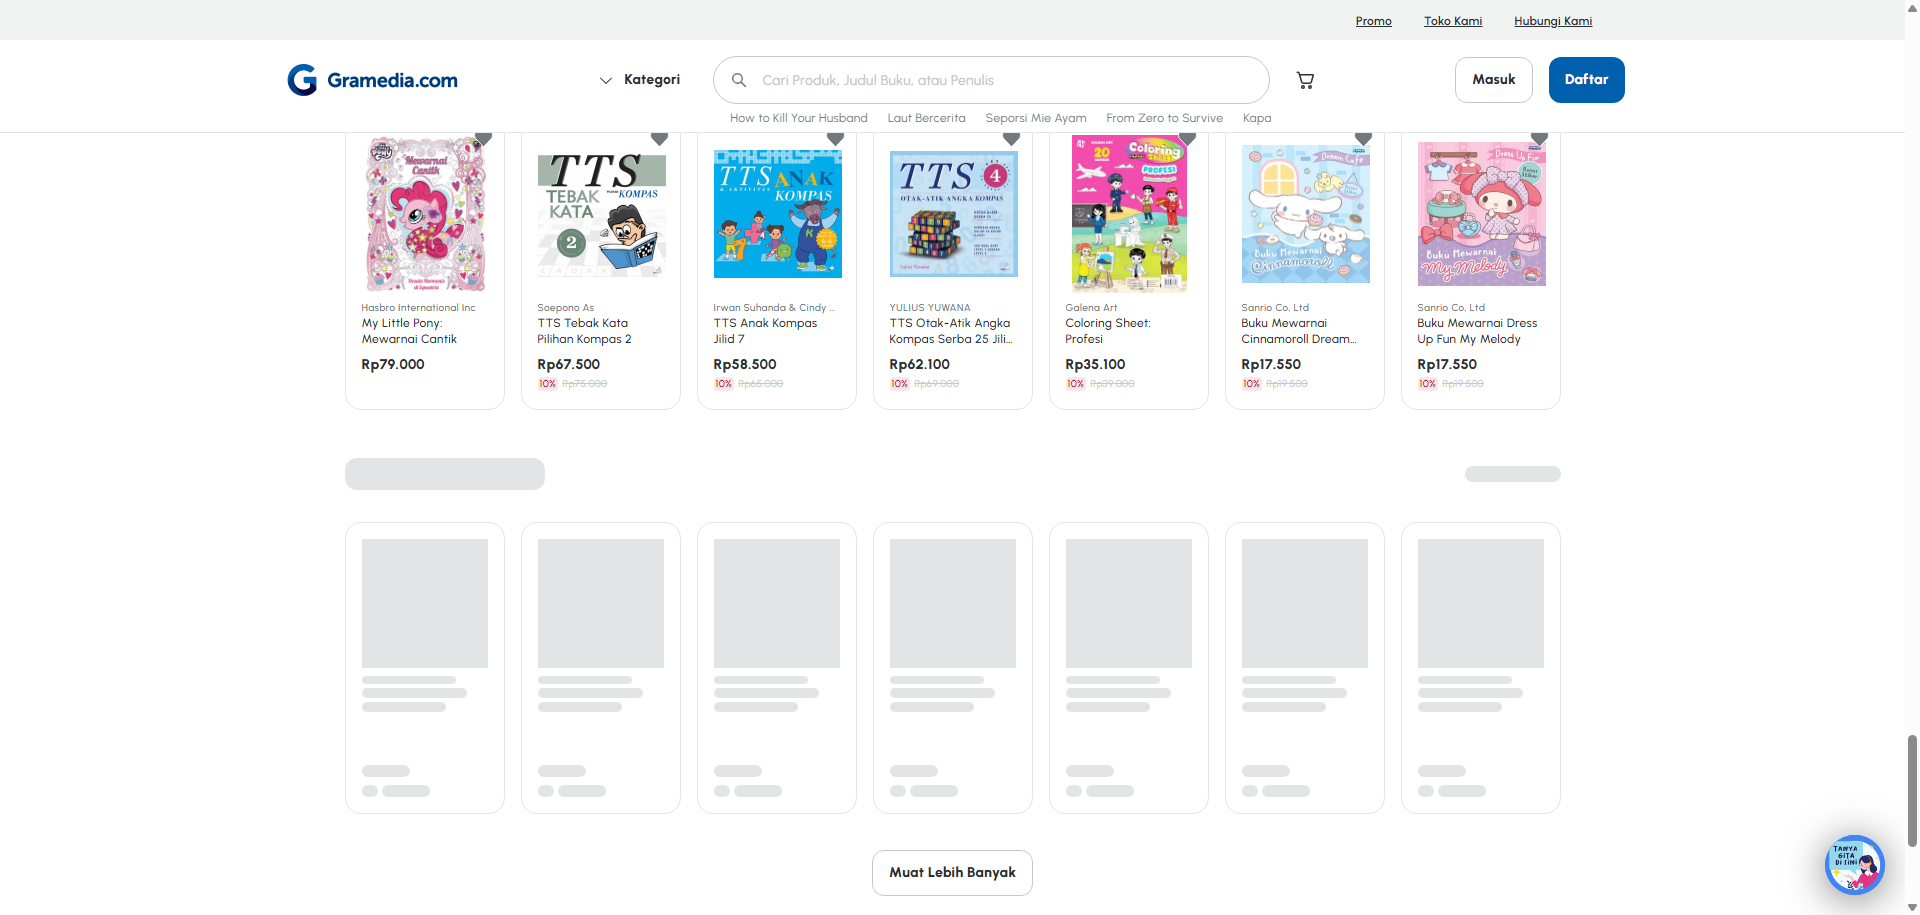 Promo Toko Kami Hubungi Kami
Gramedia.com
Kategori
Cari Produk, Judul Buku, atau Penulis
Masuk
Daftar
How to Kill Your Husband Laut Bercerita Seporsi Mie Ayam From Zero to Survive Kapa
Mewarnai
Cantik
TTS
PILIHAN KOMPAS
TEBAK
KATA
2
TTS ANAK
& AKTIVITAS KOMPAS
TTS 4
OTAK-ATIK ANGKA KOMPAS
20
Coloring
Sheet
PROFESI
Dream Cafe
Buku Mewarnai
Cinnamoroll
Dress Up Fun
Buku Mewarnai
My Melody
Hasbro International Inc
My Little Pony:
Mewarnai Cantik
Rp79.000
Soepono As
TTS Tebak Kata
Pilihan Kompas 2
Rp67.500
10% Rp75.000
Irwan Suhanda & Cindy ...
TTS Anak Kompas
Jilid 7
Rp58.500
10% Rp65.000
YULIUS YUWANA
TTS Otak-Atik Angka
Kompas Serba 25 Jili...
Rp62.100
10% Rp69.000
Galena Art
Coloring Sheet:
Profesi
Rp35.100
10% Rp39.000
Sanrio Co, Ltd
Buku Mewarnai
Cinnamoroll Dream...
Rp17.550
10% Rp19.500
Sanrio Co, Ltd
Buku Mewarnai Dress
Up Fun My Melody
Rp17.550
10% Rp19.500
Muat Lebih Banyak
TANYA
GITA
DI SINI